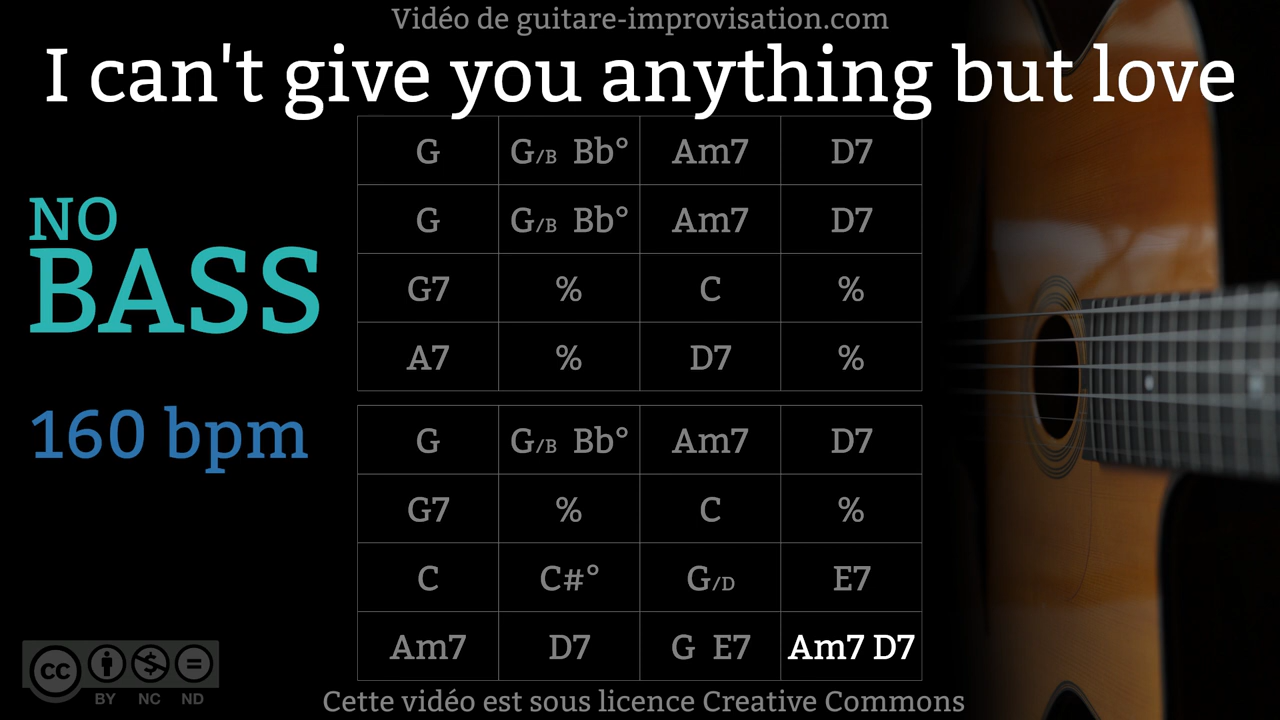 Vidéo de guitare-improvisation.com
I can't give you anything but love
NO
BASS
160 bpm
G G/B Bb° Am7 D7
G G/B Bb° Am7 D7
G7 % C %
A7 % D7 %
G G/B Bb° Am7 D7
G7 % C %
C C#° G/D E7
Am7 D7 G E7 Am7 D7
cc
BY NC ND
Cette vidéo est sous licence Creative Commons